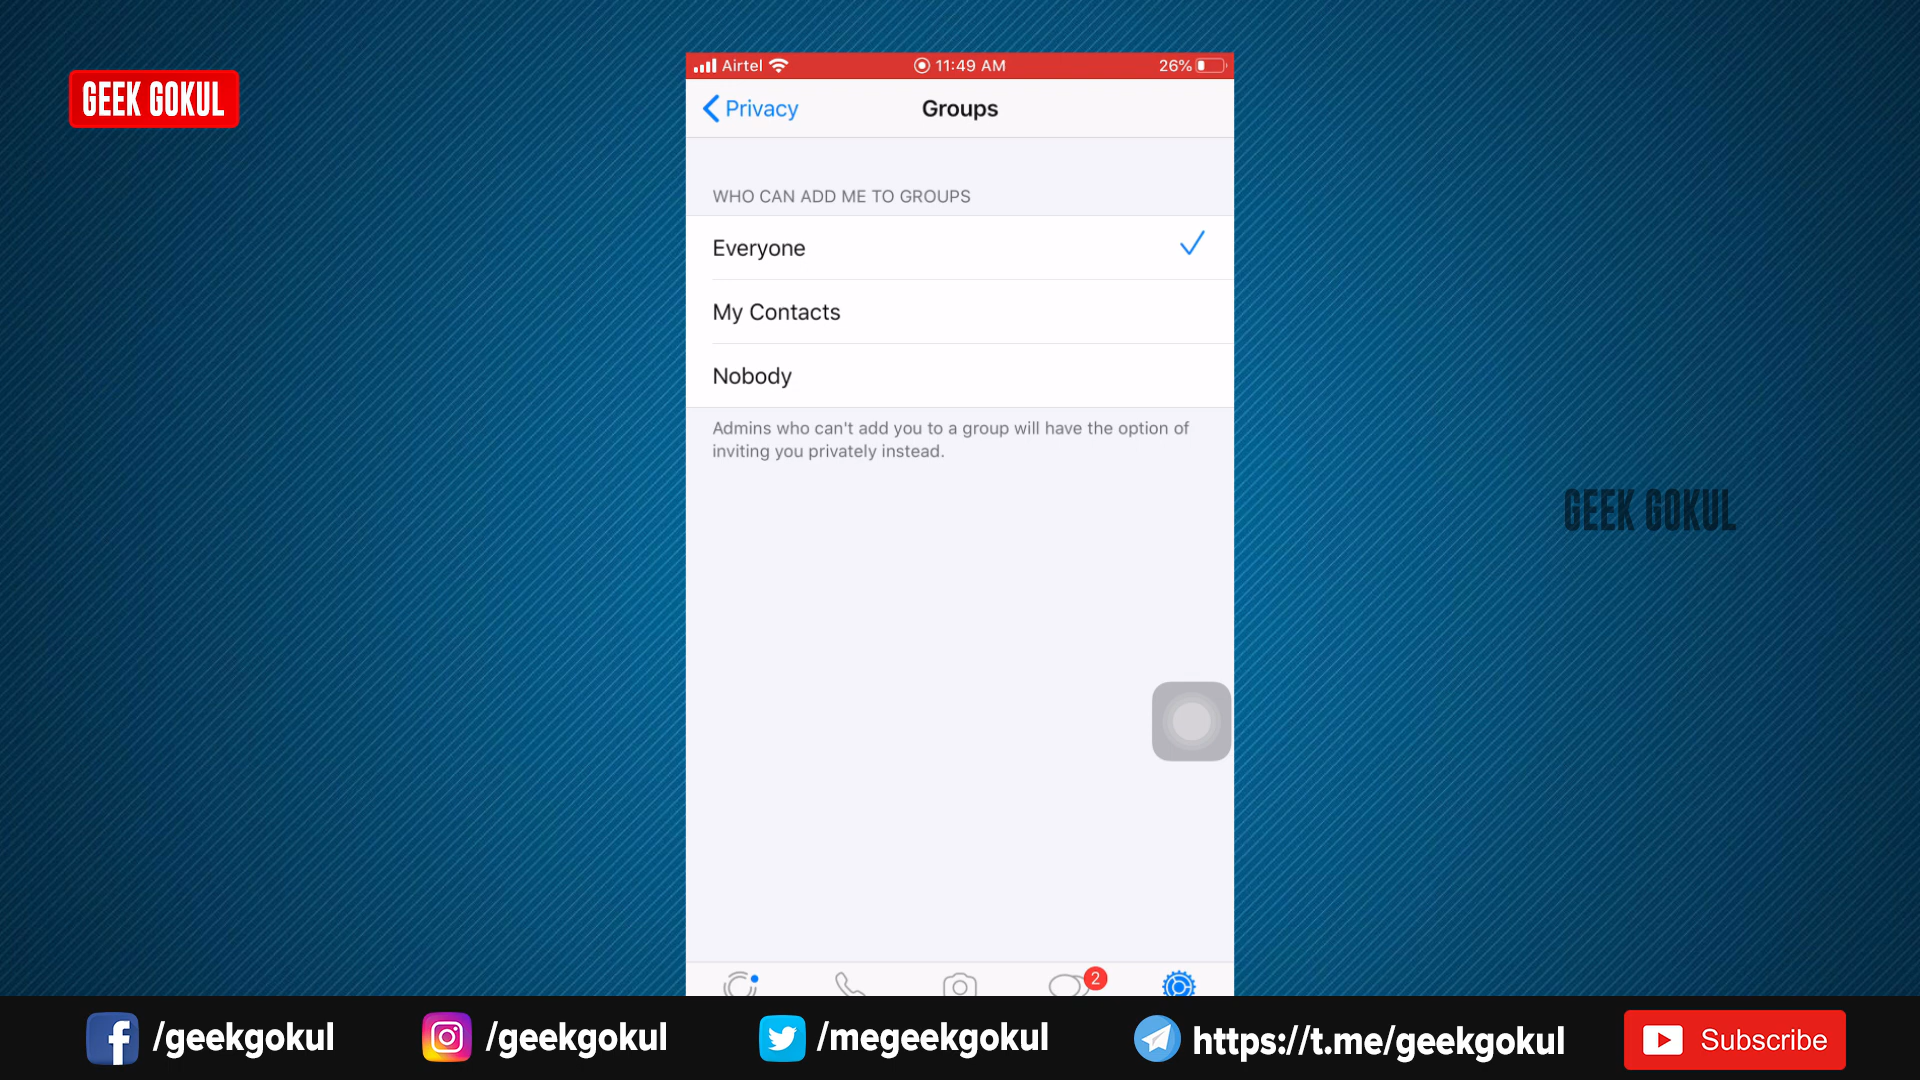 GEEK GOKUL
Airtel
11:49 AM
26%
Privacy
Groups
WHO CAN ADD ME TO GROUPS
Everyone
My Contacts
Nobody
Admins who can't add you to a group will have the option of
inviting you privately instead.
GEEK GOKUL
2
/geekgokul
/geekgokul
/megeekgokul
https://t.me/geekgokul
Subscribe